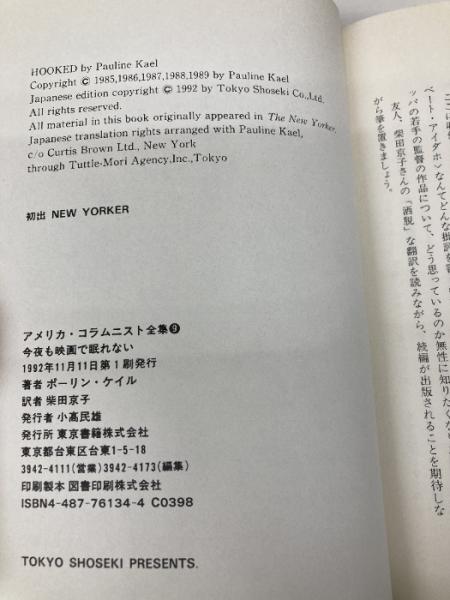 HOOKED by Pauline Kael
Copyright © 1985,1986,1987,1988,1989 by Pauline Kael
Japanese edition copyright © 1992 by Tokyo Shoseki Co.,Ltd.
All rights reserved.
All material in this book originally appeared in The New Yorker.
Japanese translation rights arranged with Pauline Kael,
c/o Curtis Brown Ltd., New York
through Tuttle-Mori Agency,Inc.,Tokyo
初出 NEW YORKER
アメリカ・コラムニスト全集❾
今夜も映画で眠れない
1992年11月11日第1刷発行
著者 ポーリン・ケイル
訳者 柴田京子
発行者 小高民雄
発行所 東京書籍株式会社
東京都台東区台東1-5-18
3942-4111(営業)3942-4173(編集)
印刷製本 図書印刷株式会社
ISBN4-487-76134-4 C0398
TOKYO SHOSEKI PRESENTS.
ベート・アイダホ〉なんてどんな批評を
ッパの若手の監督の作品について、どう思っているのか無性に知りたくなり
友人、柴田京子さんの「洒脱」な翻訳を読みながら、続編が出版されることを期待しな
がら筆を置きましょう。